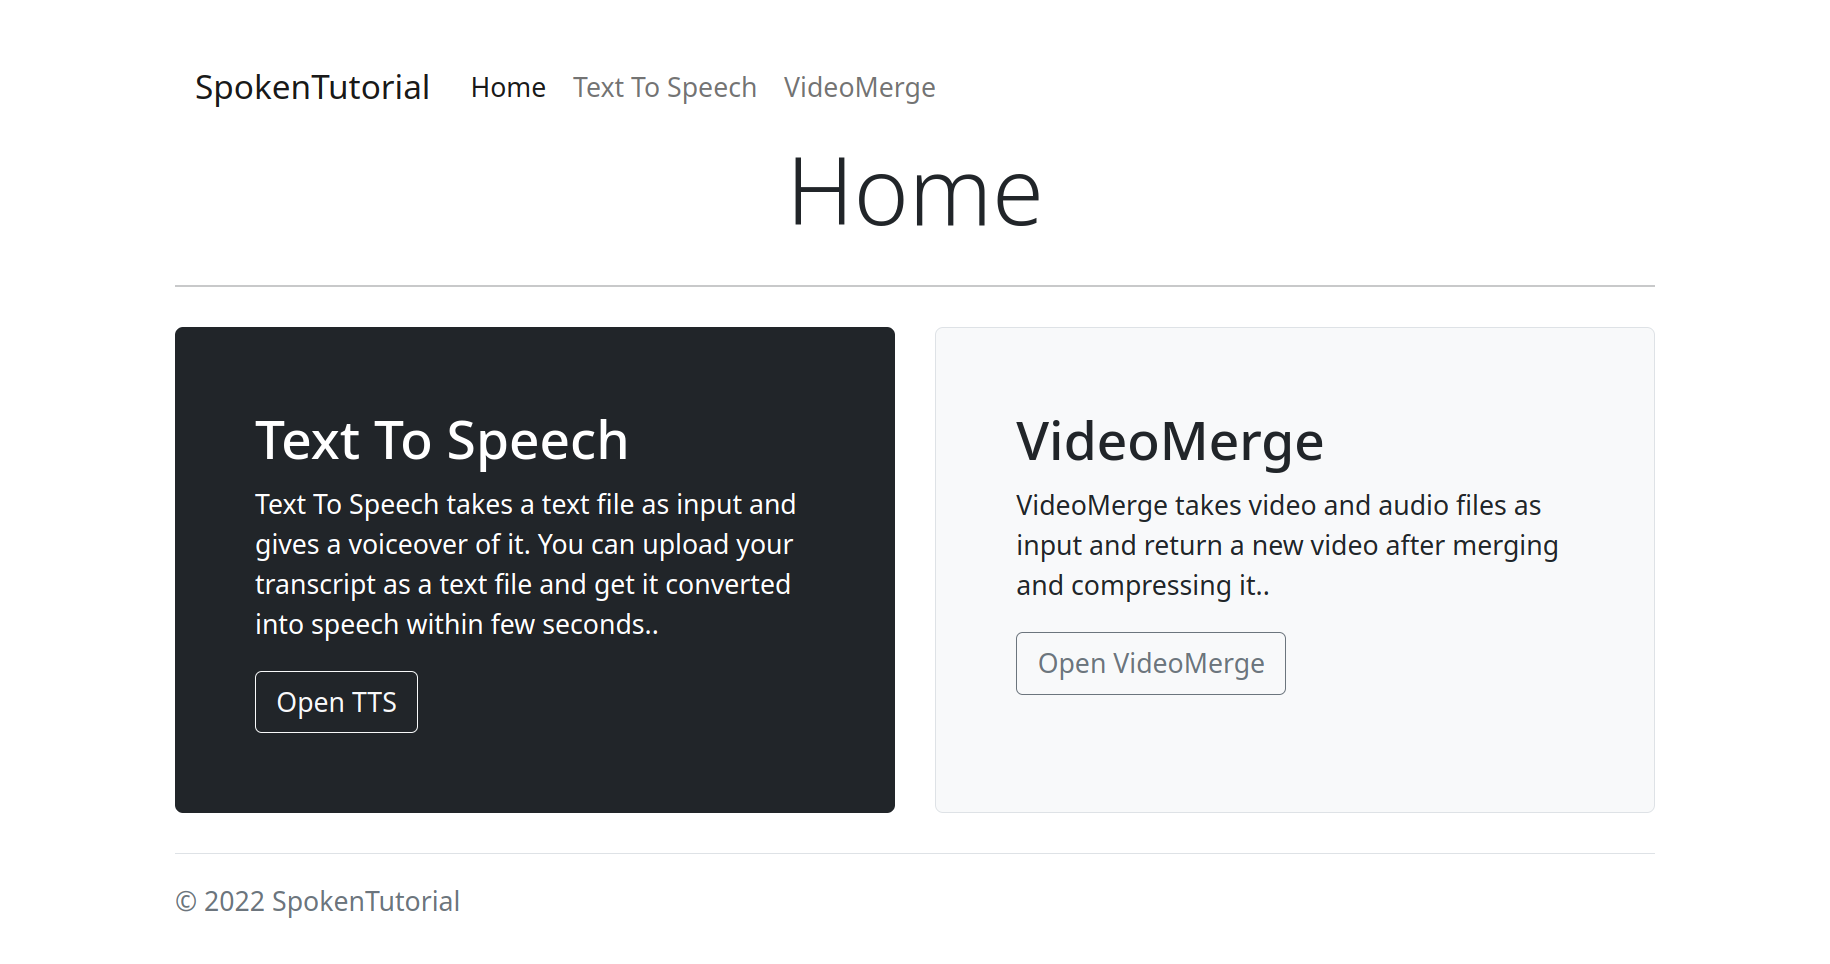 SpokenTutorial Home Text To Speech VideoMerge
Home
Text To Speech
Text To Speech takes a text file as input and
gives a voiceover of it. You can upload your
transcript as a text file and get it converted
into speech within few seconds..
Open TTS
VideoMerge
VideoMerge takes video and audio files as
input and return a new video after merging
and compressing it..
Open VideoMerge
© 2022 SpokenTutorial